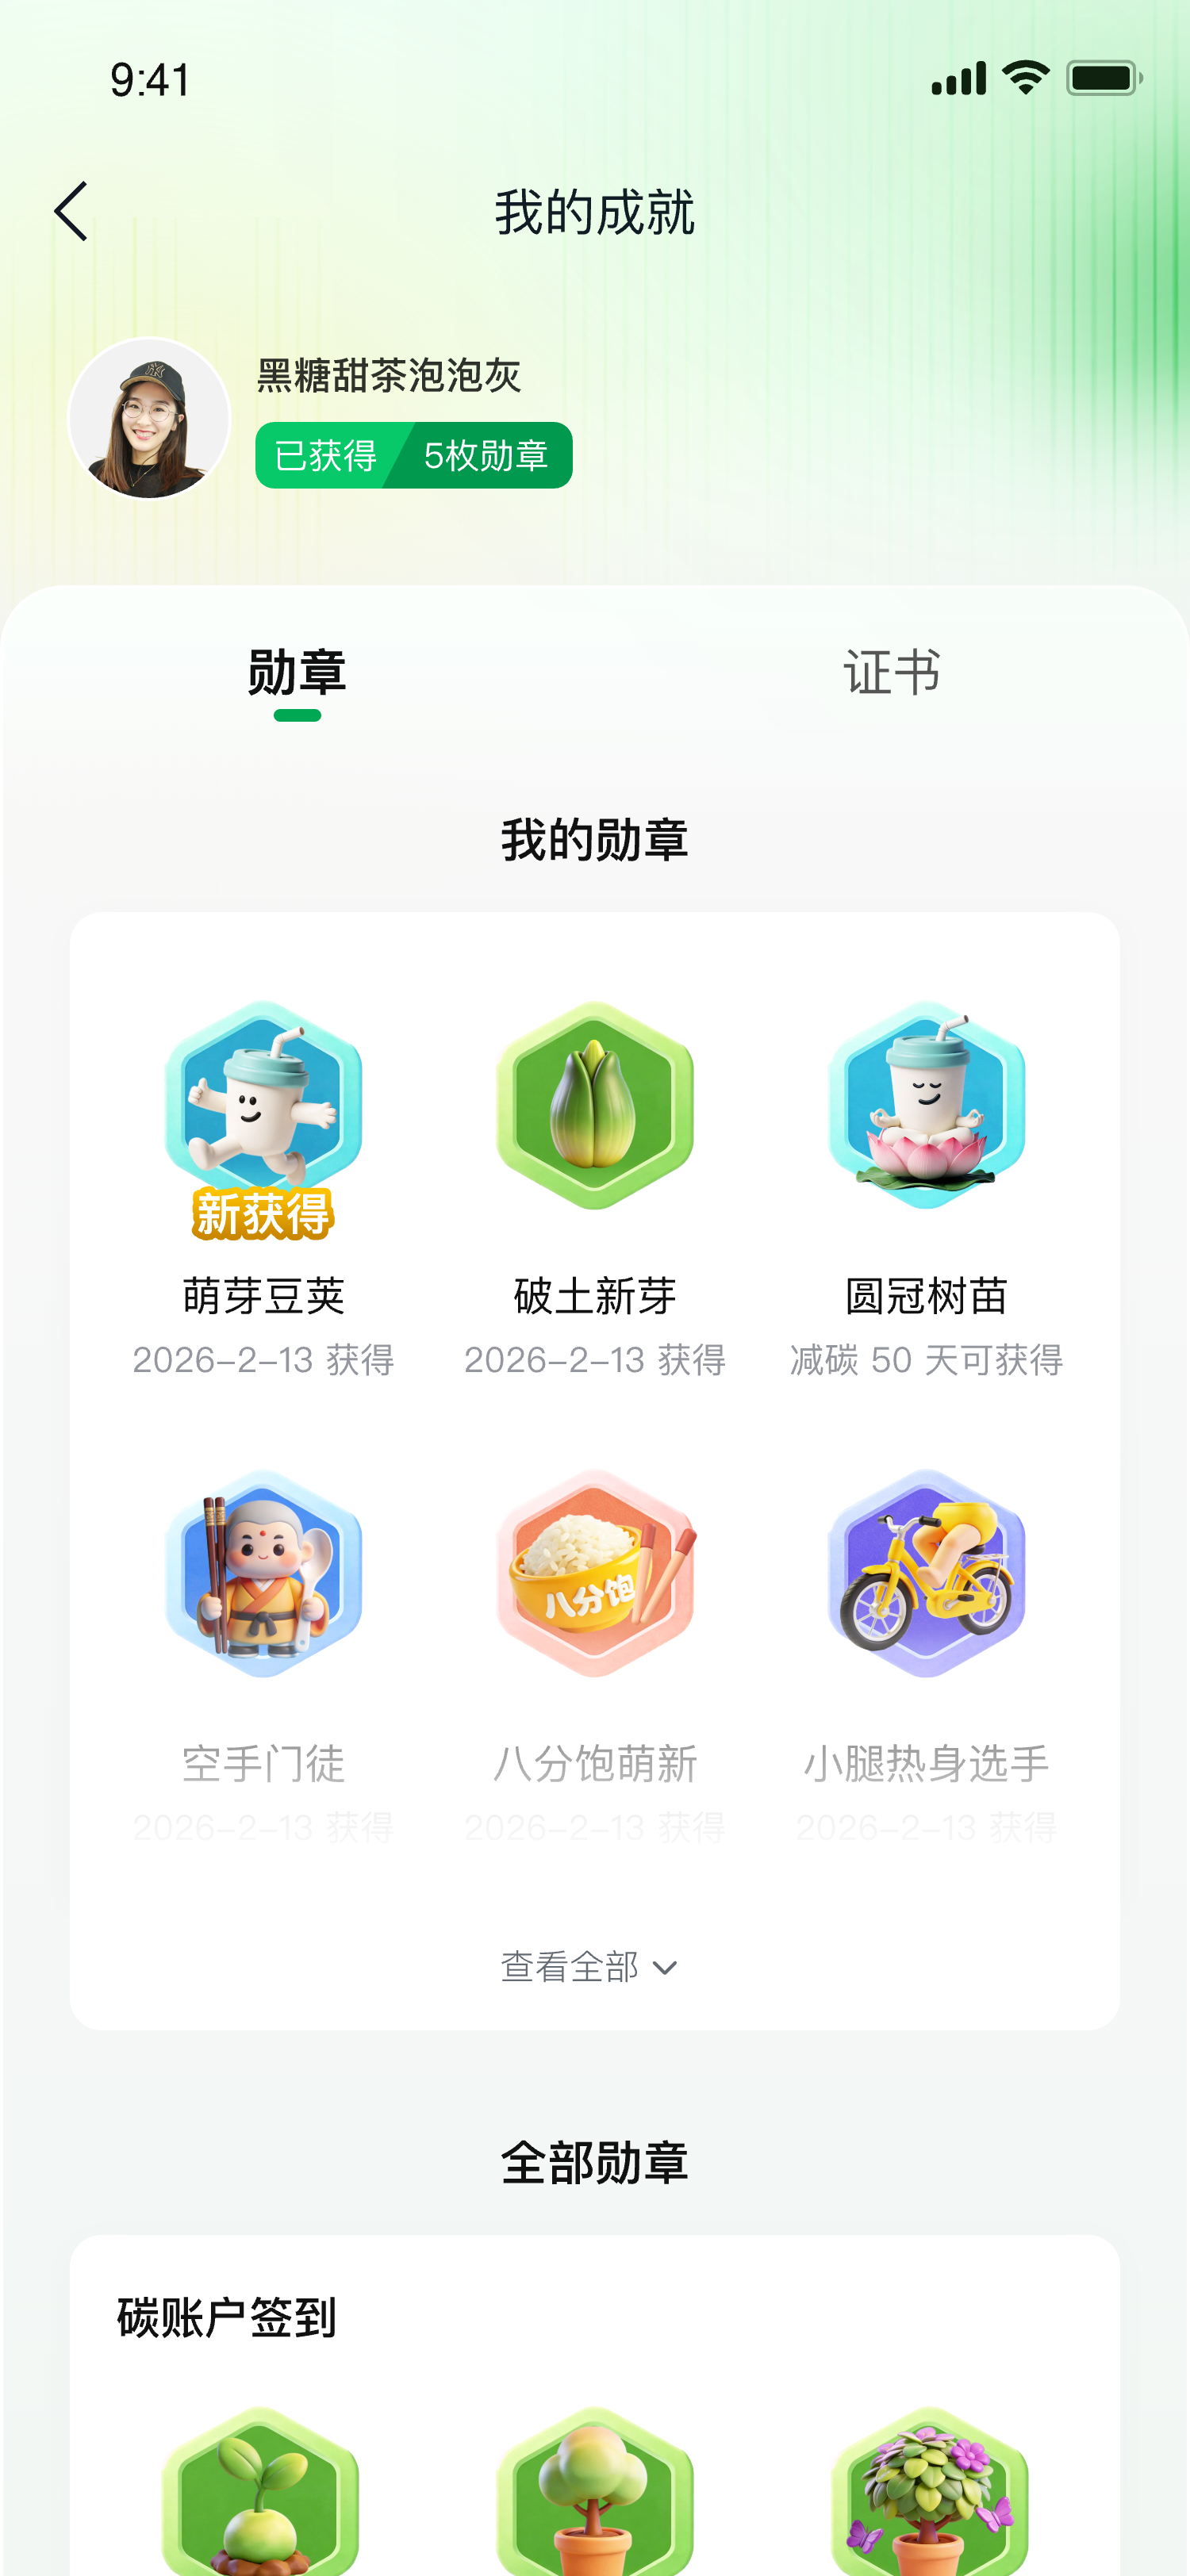 9:41
我的成就
黑糖甜茶泡泡灰
已获得 5枚勋章
勋章 证书
我的勋章
新获得
萌芽豆荚 破土新芽 圆冠树苗
2026-2-13 获得 2026-2-13 获得 减碳 50 天可获得
八分饱
空手门徒 八分饱萌新 小腿热身选手
2026-2-13 获得 2026-2-13 获得 2026-2-13 获得
查看全部
全部勋章
碳账户签到